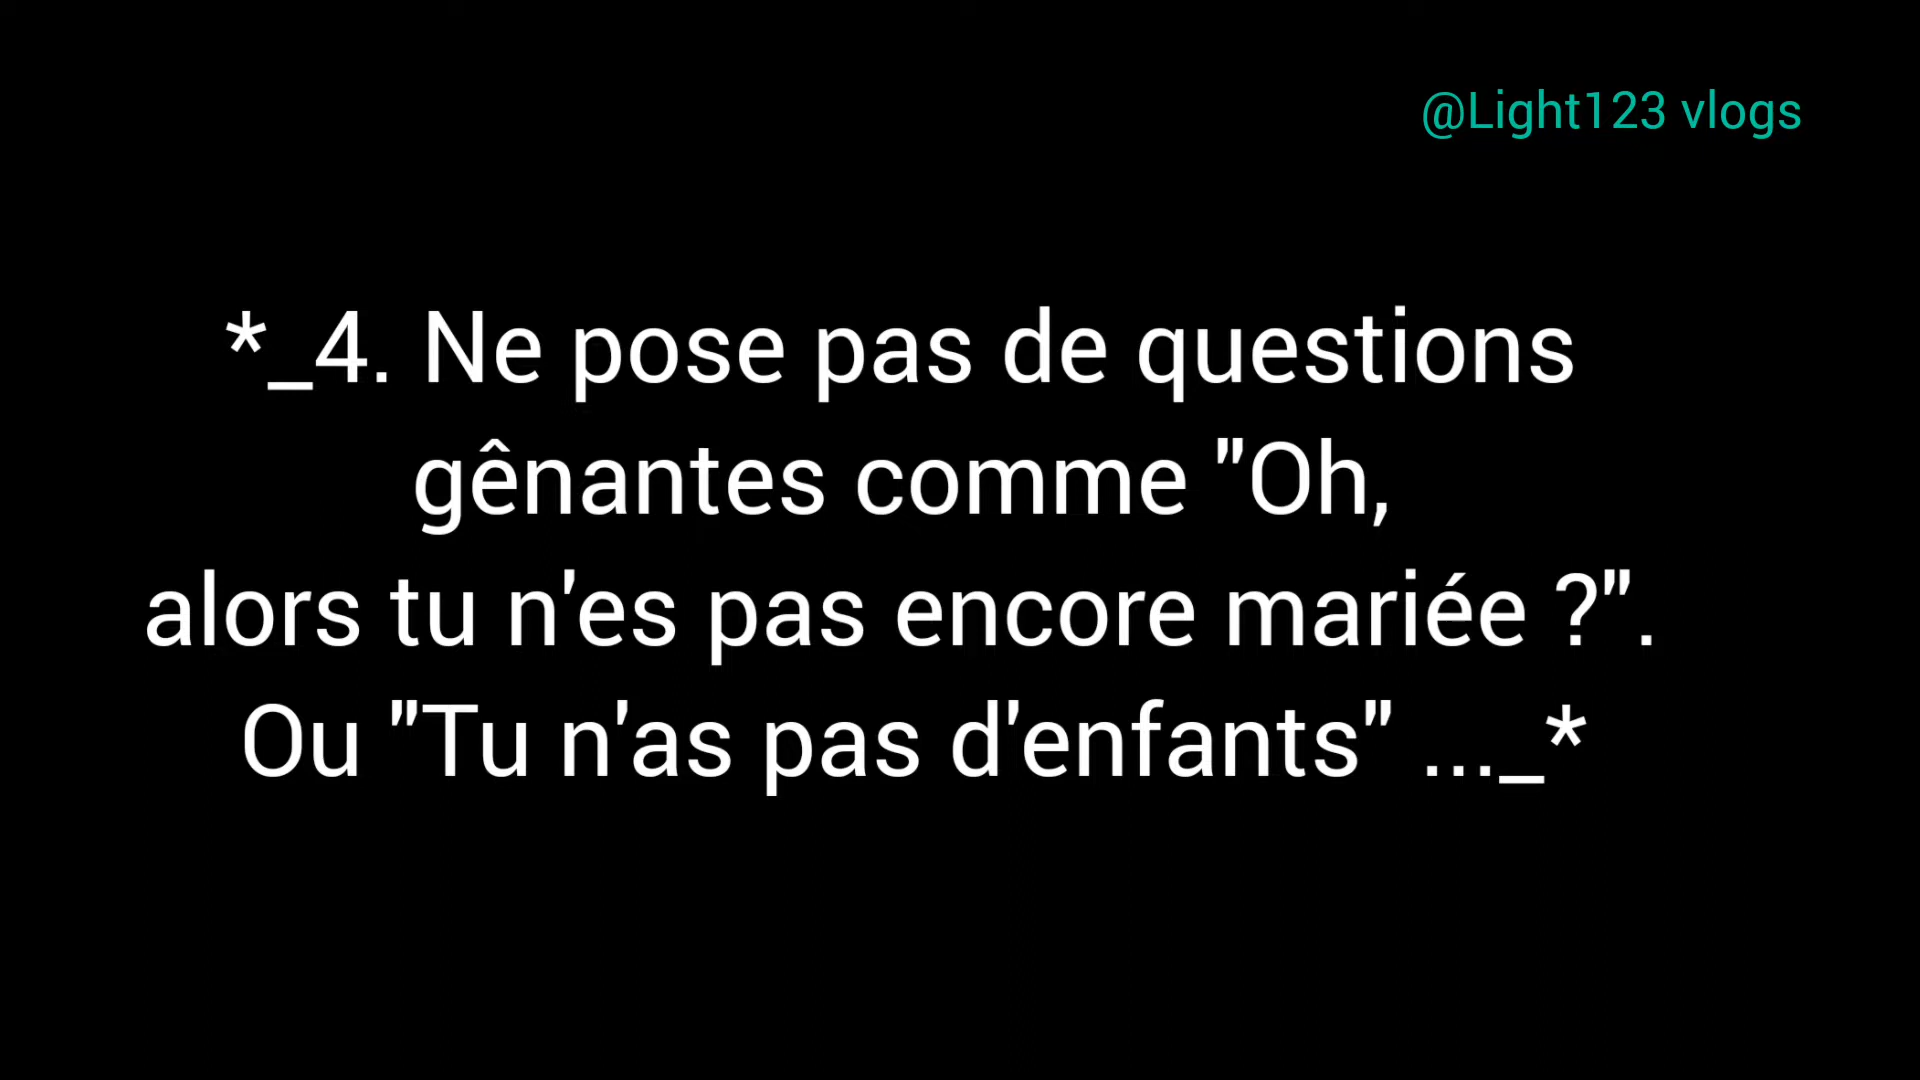 @Light123 vlogs
*_4. Ne pose pas de questions
gênantes comme "Oh,
alors tu n'es pas encore mariée ?".
Ou "Tu n'as pas d'enfants" ..._*